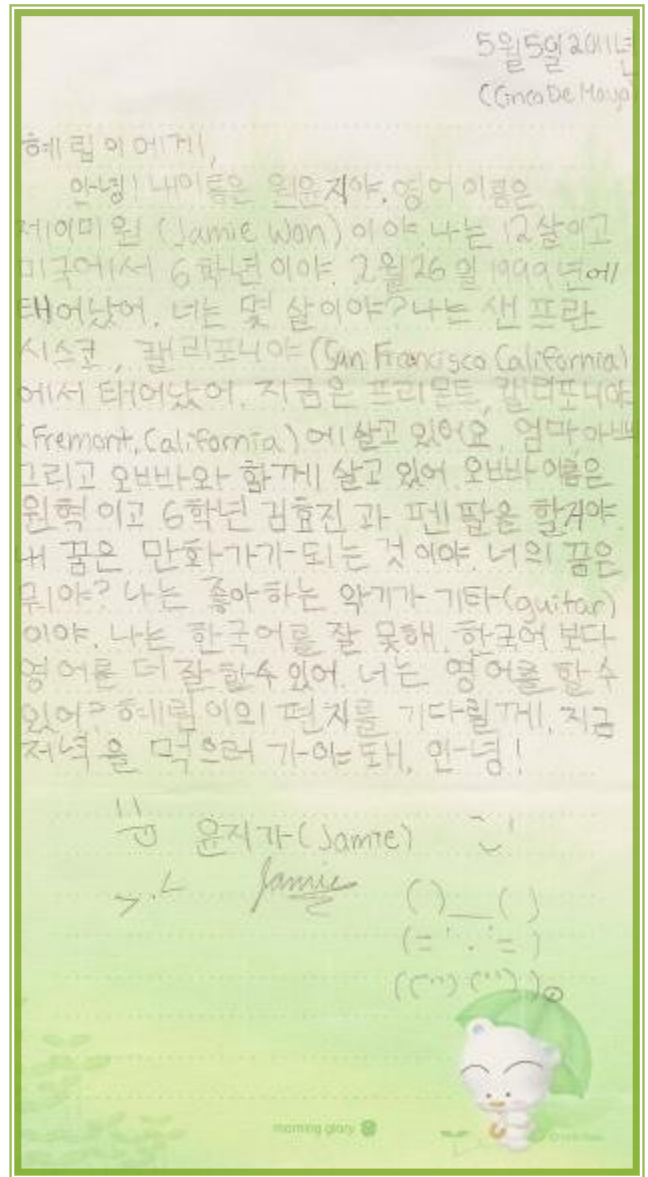 5월5일2011년
(Cinco De Mayo)
혜림이에게,
안녕! 내이름은 원윤지야. 영어 이름은
제이미 원 (Jamie Won) 이야. 나는 12살이고
미국에서 6학년이야. 2월26일 1999년에
태어났어. 너는 몇 살이야? 나는 샌프란
시스코, 캘리포니아 (San Francisco California)
에서 태어났어. 지금은 프리몬트, 캘리포니아
(Fremont, California) 에 살고 있어요. 엄마, 아빠
그리고 오빠와 함께 살고 있어. 오빠 이름은
원혁 이고 6학년 김효진 과 펜팔을 할거야.
내 꿈은 만화가가 되는 것이야. 너의 꿈은
뭐야? 나는 좋아하는 악기가 기타(guitar)
이야. 나는 한국어를 잘 못해. 한국어 보다
영어를 더 잘 할수 있어. 너는 영어를 할수
있어? 혜림이의 편지를 기다릴께. 지금
저녁을 먹으러 가야돼. 안녕!
윤지가 (Jamie)
Jamie
()__()
(='.'=)
((") ("))o
morning glory